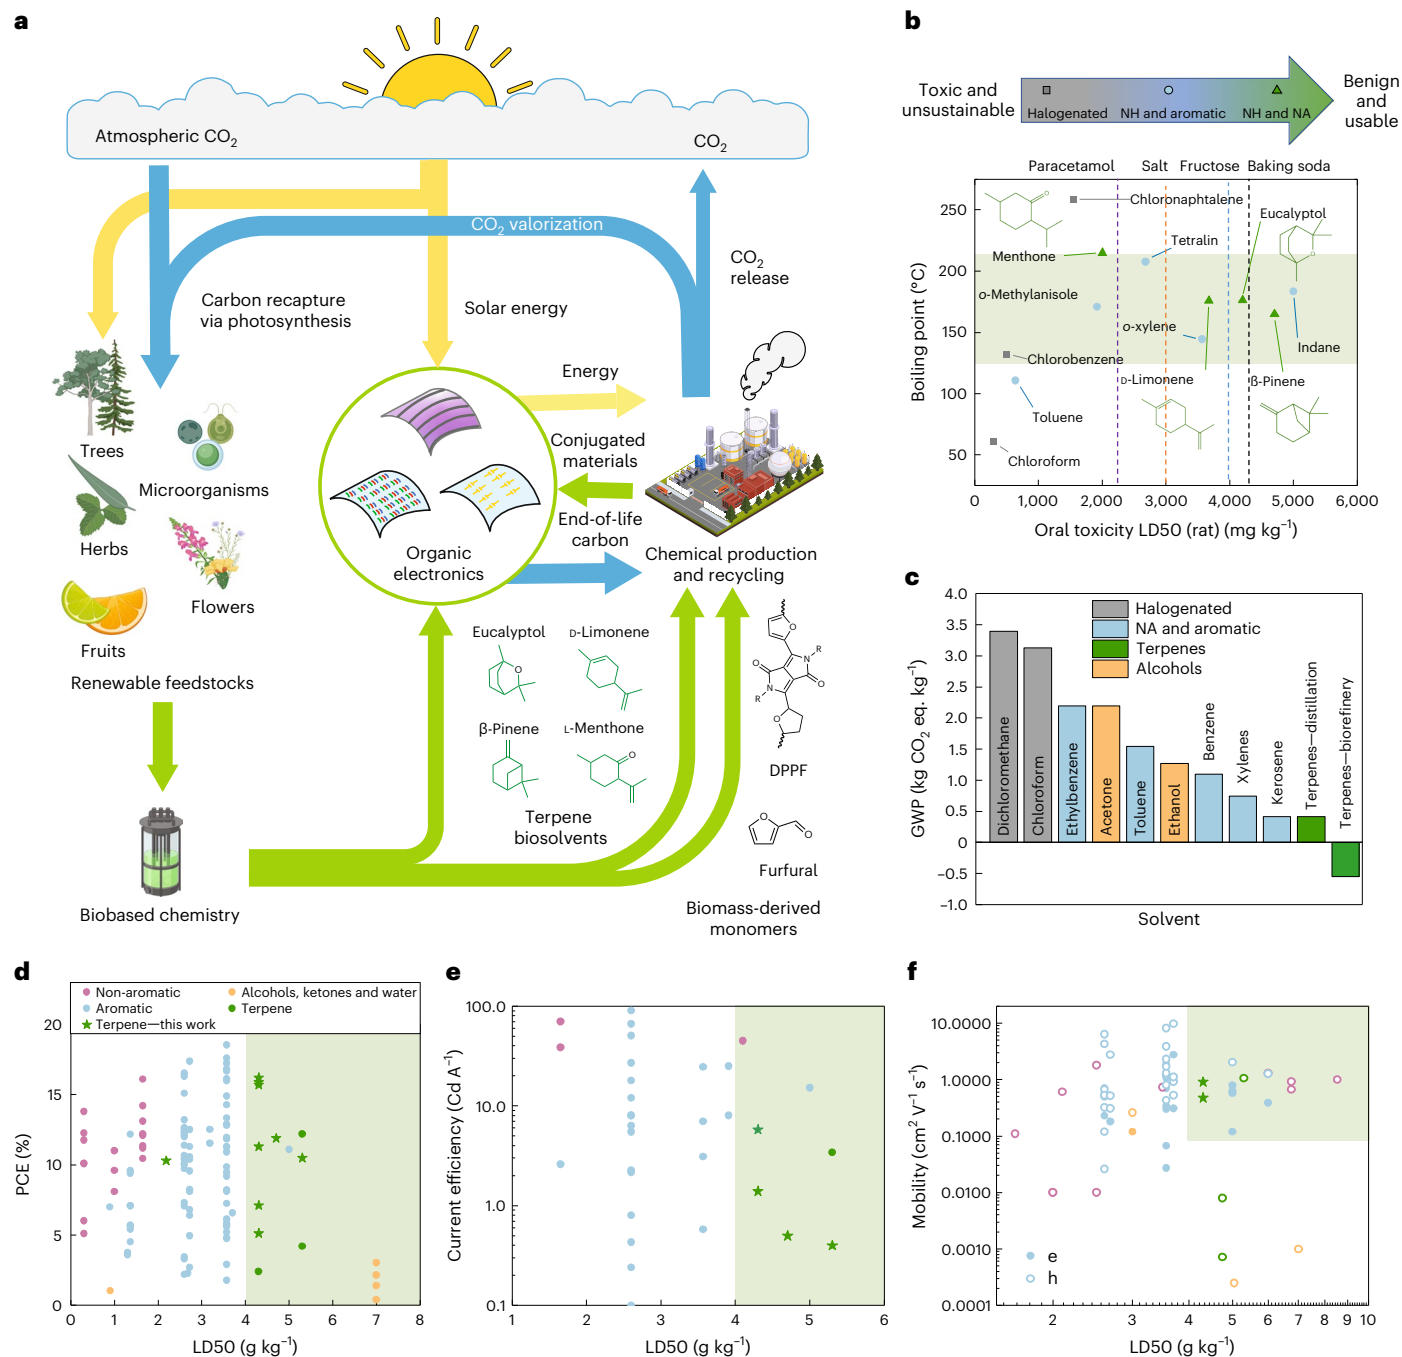 a
Atmospheric CO2
CO2
CO2 valorization
Carbon recapture
via photosynthesis
Solar energy
CO2
release
Trees
Microorganisms
Herbs
Flowers
Fruits
Renewable feedstocks
Biobased chemistry
Energy
Conjugated
materials
End-of-life
carbon
Organic
electronics
Chemical production
and recycling
Eucalyptol
D-Limonene
O
β-Pinene
L-Menthone
O
Terpene
biosolvents
O
O
N
R
N
R
O
O
DPPF
O
O
Furfural
Biomass-derived
monomers
b
Toxic and
unsustainable
Halogenated
NH and aromatic
NH and NA
Benign
and
usable
Paracetamol
Salt
Fructose
Baking soda
250
200
150
100
50
Boiling point (°C)
O
Chloronaphtalene
Eucalyptol
Menthone
Tetralin
O
o-Methylanisole
o-xylene
Indane
Chlorobenzene
D-Limonene
ß-Pinene
Toluene
Chloroform
0
1,000
2,000
3,000
4,000
5,000
6,000
Oral toxicity LD50 (rat) (mg kg−1)
c
4.0
3.5
3.0
2.5
2.0
1.5
1.0
0.5
0
−0.5
−1.0
GWP (kg CO2 eq. kg−1)
Halogenated
NA and aromatic
Terpenes
Alcohols
Dichloromethane
Chloroform
Ethylbenzene
Acetone
Toluene
Ethanol
Benzene
Xylenes
Kerosene
Terpenes—distillation
Terpenes—biorefinery
Solvent
d
Non-aromatic
Alcohols, ketones and water
Aromatic
Terpene
Terpene—this work
20
15
10
5
0
PCE (%)
0
1
2
3
4
5
6
7
8
LD50 (g kg−1)
e
100.0
10.0
1.0
0.1
Current efficiency (Cd A−1)
1
2
3
4
5
6
LD50 (g kg−1)
f
10.0000
1.0000
0.1000
0.0100
0.0010
0.0001
Mobility (cm2 V−1 s−1)
e
h
2
3
4
5
6
7
8
9
10
LD50 (g kg−1)